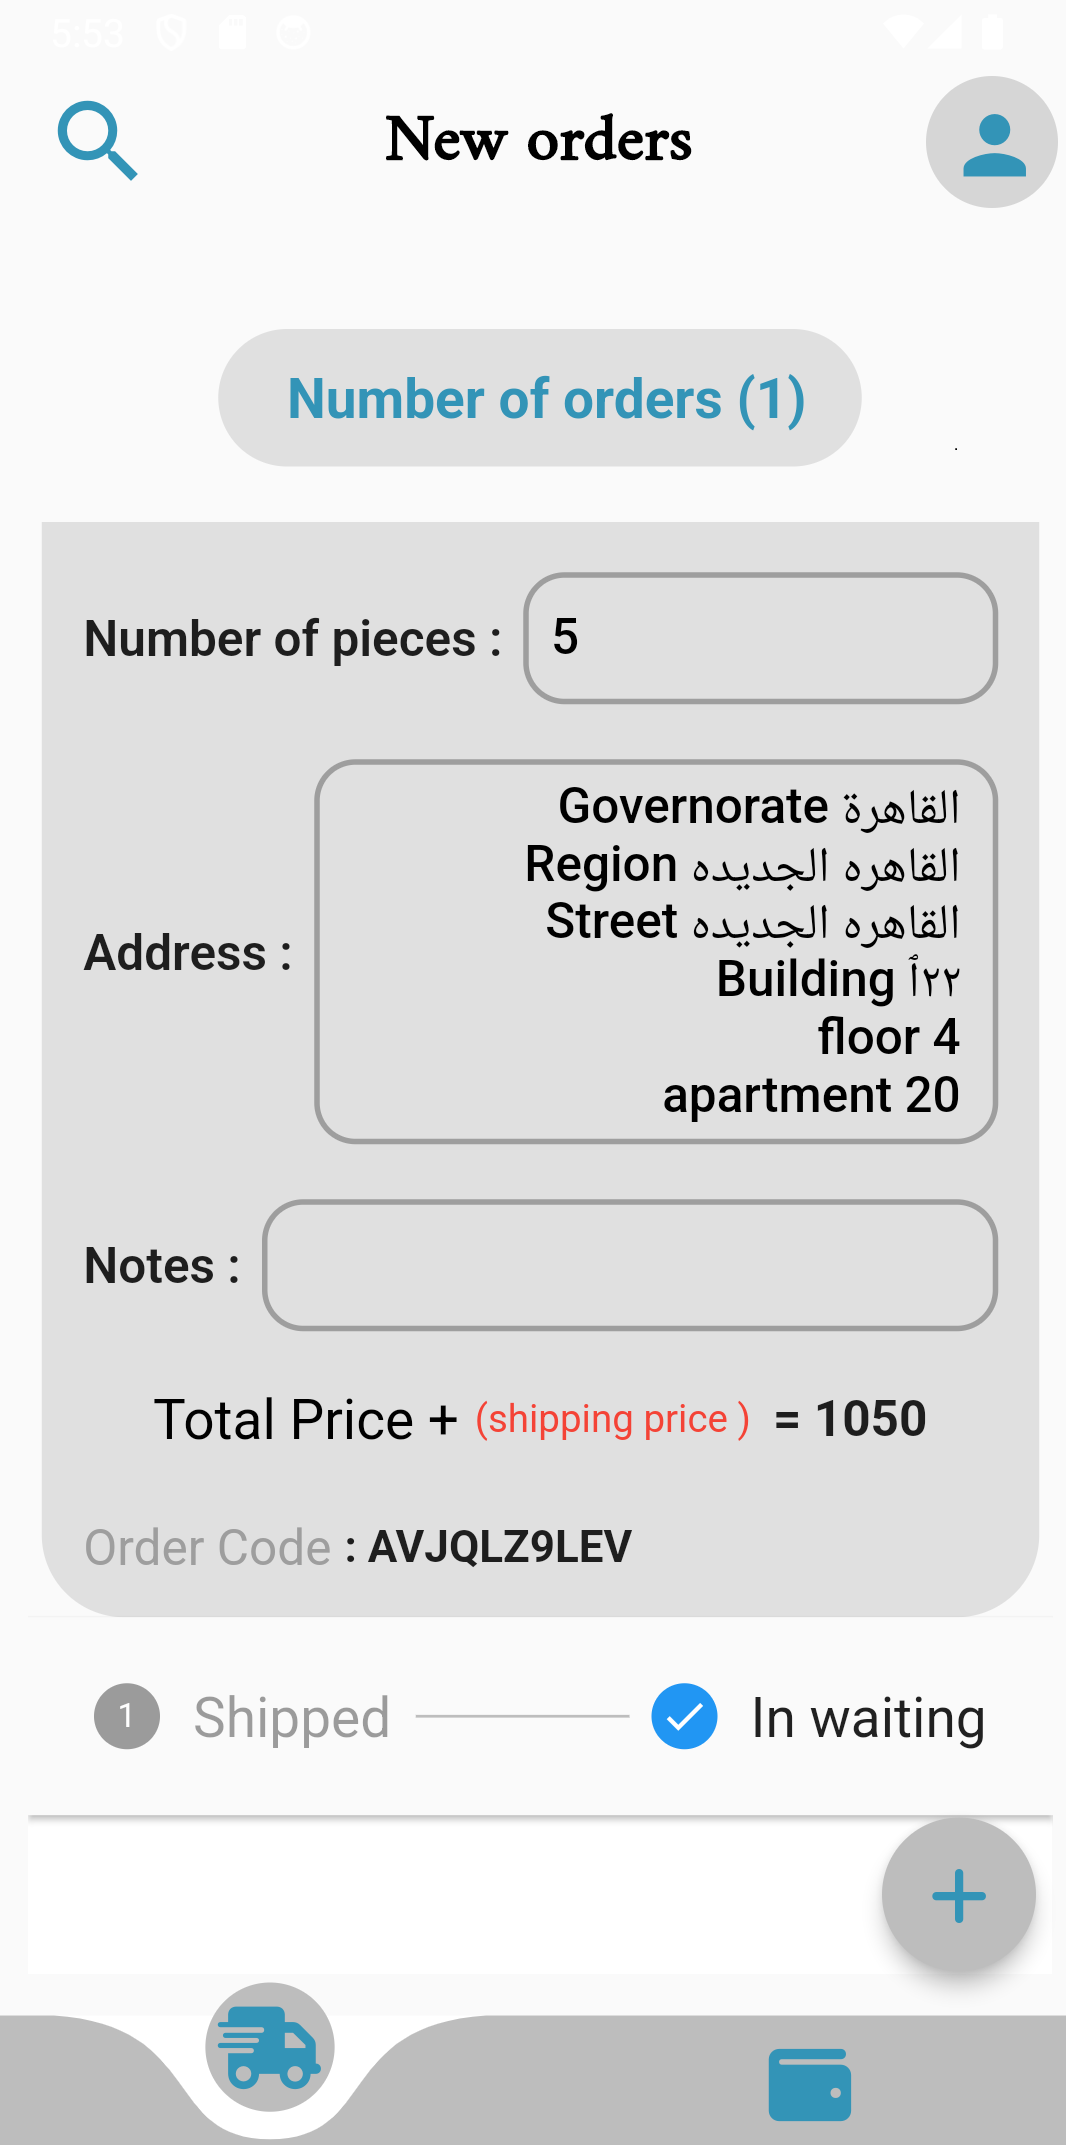 5:53
New orders
Number of orders (1)
Number of pieces : 5
Address :
Governorate القاهرة
Region القاهره الجديده
Street القاهره الجديده
Building ٢٢أ
floor 4
apartment 20
Notes :
Total Price + (shipping price ) = 1050
Order Code : AVJQLZ9LEV
1 Shipped
In waiting